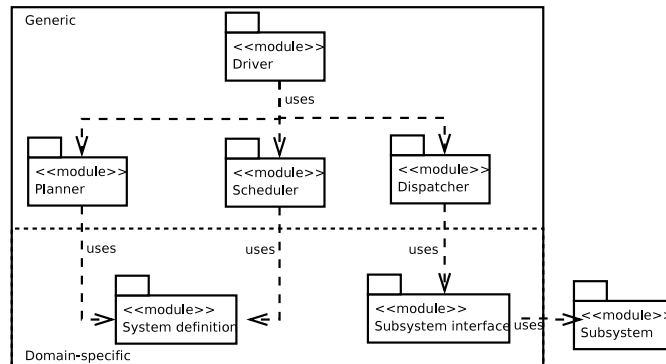 Generic
<<module>>
Driver
uses
<<module>>
Planner
<<module>>
Scheduler
<<module>>
Dispatcher
uses
uses
uses
<<module>>
System definition
<<module>>
Subsystem interface
uses
<<module>>
Subsystem
Domain-specific